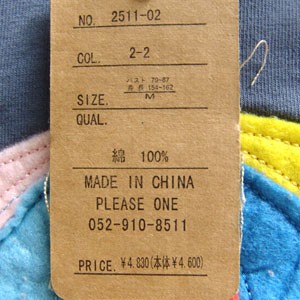 NO. 2511-02
COL. 2-2
バスト 79-87
身長 154-162
SIZE. M
QUAL.
綿 100%
MADE IN CHINA
PLEASE ONE
052-910-8511
PRICE. ¥4.830(本体¥4.600)